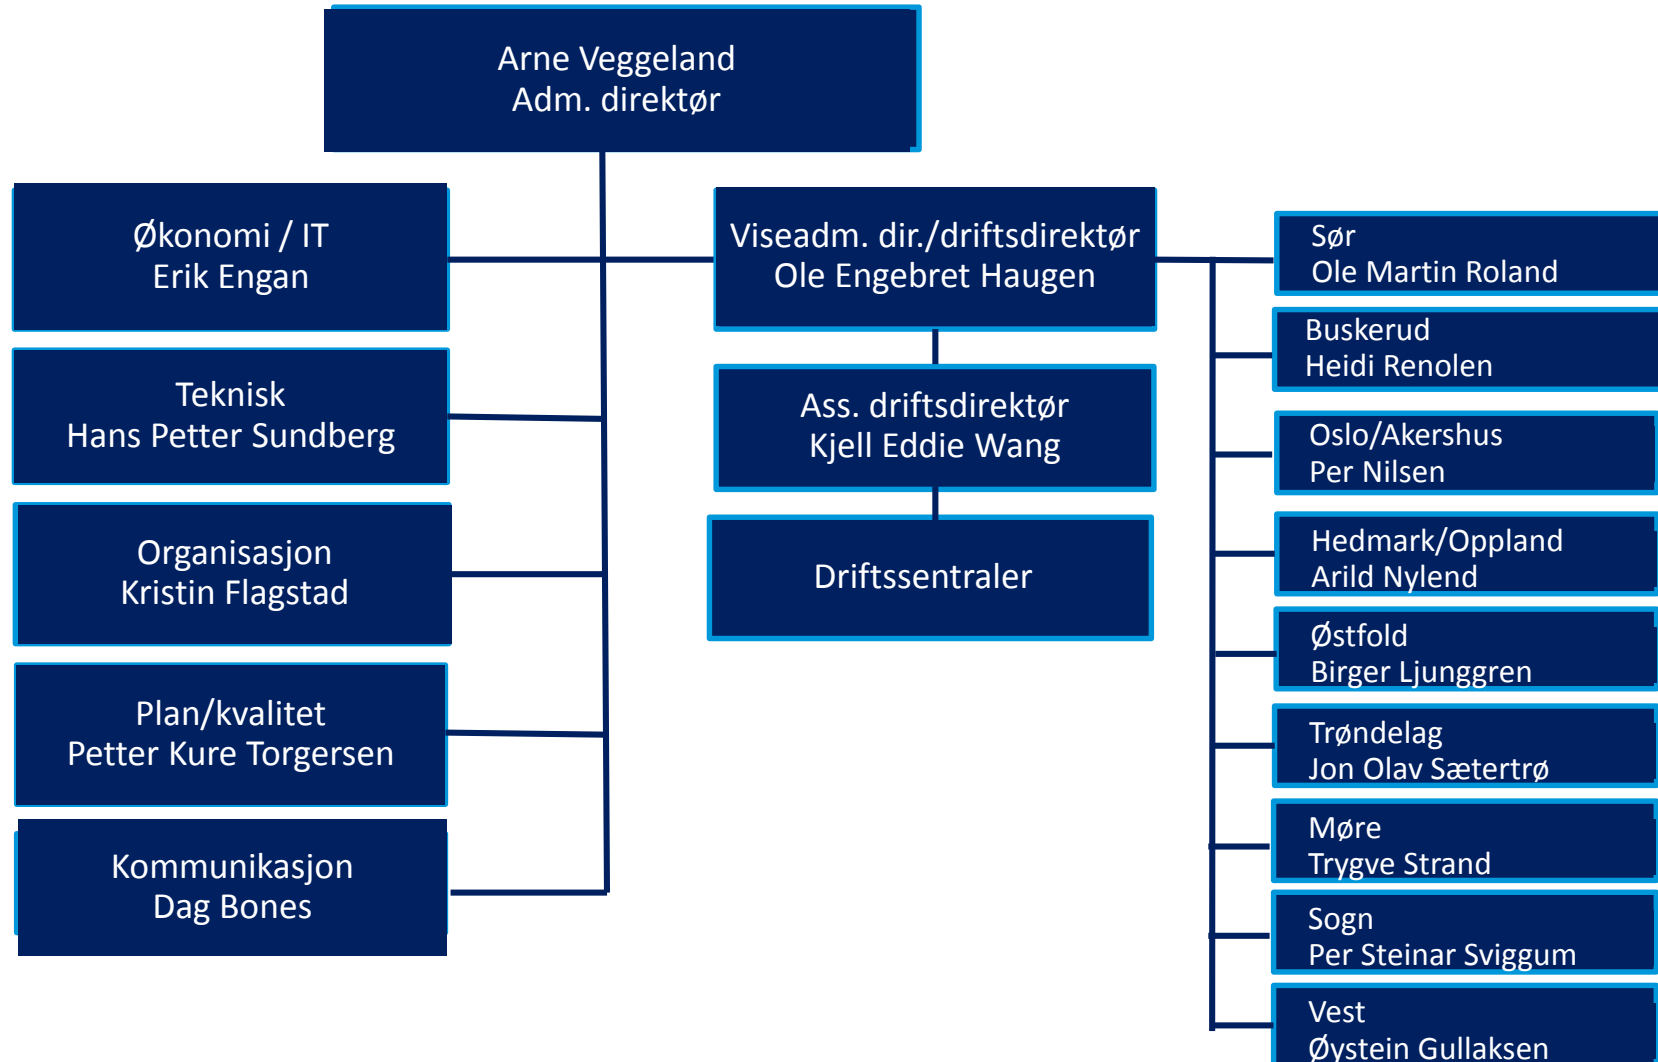 Arne Veggeland
Adm. direktør
Økonomi / IT
Erik Engan
Teknisk
Hans Petter Sundberg
Organisasjon
Kristin Flagstad
Plan/kvalitet
Petter Kure Torgersen
Kommunikasjon
Dag Bones
Viseadm. dir./driftsdirektør
Ole Engebret Haugen
Ass. driftsdirektør
Kjell Eddie Wang
Driftssentraler
Sør
Ole Martin Roland
Buskerud
Heidi Renolen
Oslo/Akershus
Per Nilsen
Hedmark/Oppland
Arild Nylend
Østfold
Birger Ljunggren
Trøndelag
Jon Olav Sætertrø
Møre
Trygve Strand
Sogn
Per Steinar Sviggum
Vest
Øystein Gullaksen